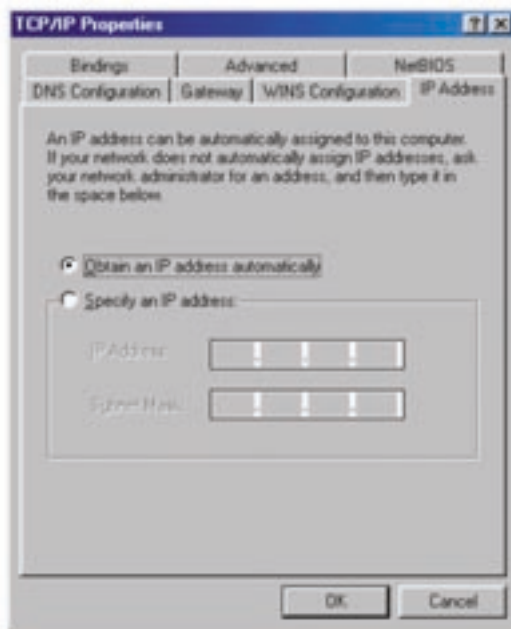 TCP/IP Properties
Bindings
Advanced
NetBIOS
DNS Configuration
Gateway
WINS Configuration
IP Address
An IP address can be automatically assigned to this computer.
If your network does not automatically assign IP addresses, ask
your network administrator for an address, and then type it in
the space below.
Obtain an IP address automatically
Specify an IP address:
IP Address:
Subnet Mask:
OK
Cancel